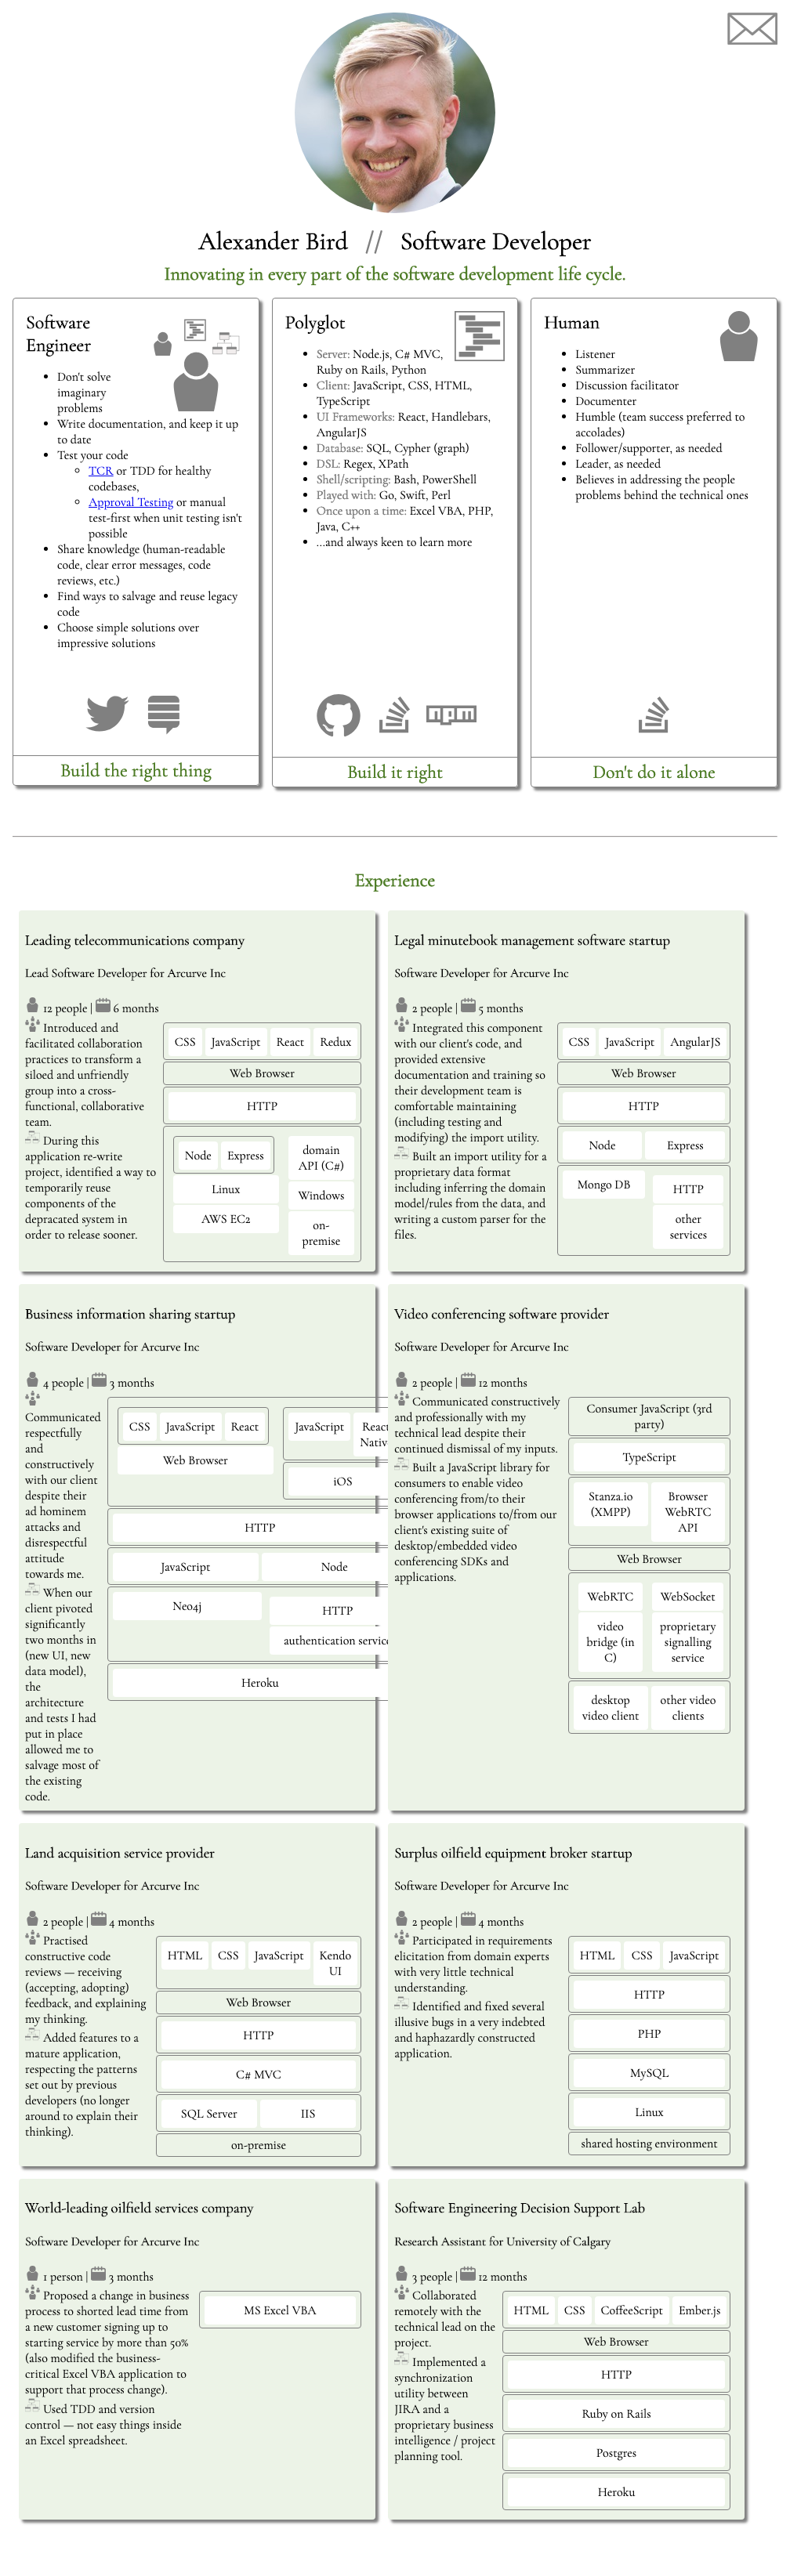 Alexander Bird // Software Developer
Innovating in every part of the software development life cycle.
Software
Engineer
Don't solve
imaginary
problems
Write documentation, and keep it up
to date
Test your code
TCR or TDD for healthy
codebases,
Approval Testing or manual
test-first when unit testing isn't
possible
Share knowledge (human-readable
code, clear error messages, code
reviews, etc.)
Find ways to salvage and reuse legacy
code
Choose simple solutions over
impressive solutions
Build the right thing
Polyglot
Server: Node.js, C# MVC,
Ruby on Rails, Python
Client: JavaScript, CSS, HTML,
TypeScript
UI Frameworks: React, Handlebars,
AngularJS
Database: SQL, Cypher (graph)
DSL: Regex, XPath
Shell/scripting: Bash, PowerShell
Played with: Go, Swift, Perl
Once upon a time: Excel VBA, PHP,
Java, C++
...and always keen to learn more
npm
Build it right
Human
Listener
Summarizer
Discussion facilitator
Documenter
Humble (team success preferred to
accolades)
Follower/supporter, as needed
Leader, as needed
Believes in addressing the people
problems behind the technical ones
Don't do it alone
Experience
Leading telecommunications company
Lead Software Developer for Arcurve Inc
12 people | 6 months
Introduced and
facilitated collaboration
practices to transform a
siloed and unfriendly
group into a cross-
functional, collaborative
team.
During this
application re-write
project, identified a way to
temporarily reuse
components of the
depracated system in
order to release sooner.
CSS JavaScript React Redux
Web Browser
HTTP
Node Express
Linux
AWS EC2
domain
API (C#)
Windows
on-
premise
Legal minutebook management software startup
Software Developer for Arcurve Inc
2 people | 5 months
Integrated this component
with our client's code, and
provided extensive
documentation and training so
their development team is
comfortable maintaining
(including testing and
modifying) the import utility.
Built an import utility for a
proprietary data format
including inferring the domain
model/rules from the data, and
writing a custom parser for the
files.
CSS JavaScript AngularJS
Web Browser
HTTP
Node Express
Mongo DB
HTTP
other
services
Business information sharing startup
Software Developer for Arcurve Inc
4 people | 3 months
Communicated
respectfully
and
constructively
with our client
despite their
ad hominem
attacks and
disrespectful
attitude
towards me.
When our
client pivoted
significantly
two months in
(new UI, new
data model),
the
architecture
and tests I had
put in place
allowed me to
salvage most of
the existing
code.
CSS JavaScript React
Web Browser
JavaScript React
Native
iOS
HTTP
JavaScript Node
Neo4j
HTTP
authentication service
Heroku
Video conferencing software provider
Software Developer for Arcurve Inc
2 people | 12 months
Communicated constructively
and professionally with my
technical lead despite their
continued dismissal of my inputs.
Built a JavaScript library for
consumers to enable video
conferencing from/to their
browser applications to/from our
client's existing suite of
desktop/embedded video
conferencing SDKs and
applications.
Consumer JavaScript (3rd
party)
TypeScript
Stanza.io
(XMPP)
Browser
WebRTC
API
Web Browser
WebRTC
video
bridge (in
C)
WebSocket
proprietary
signalling
service
desktop
video client
other video
clients
Land acquisition service provider
Software Developer for Arcurve Inc
2 people | 4 months
Practised
constructive code
reviews — receiving
(accepting, adopting)
feedback, and explaining
my thinking.
Added features to a
mature application,
respecting the patterns
set out by previous
developers (no longer
around to explain their
thinking).
HTML CSS JavaScript Kendo
UI
Web Browser
HTTP
C# MVC
SQL Server IIS
on-premise
Surplus oilfield equipment broker startup
Software Developer for Arcurve Inc
2 people | 4 months
Participated in requirements
elicitation from domain experts
with very little technical
understanding.
Identified and fixed several
illusive bugs in a very indebted
and haphazardly constructed
application.
HTML CSS JavaScript
HTTP
PHP
MySQL
Linux
shared hosting environment
World-leading oilfield services company
Software Developer for Arcurve Inc
1 person | 3 months
Proposed a change in business
process to shorted lead time from
a new customer signing up to
starting service by more than 50%
(also modified the business-
critical Excel VBA application to
support that process change).
Used TDD and version
control — not easy things inside
an Excel spreadsheet.
MS Excel VBA
Software Engineering Decision Support Lab
Research Assistant for University of Calgary
3 people | 12 months
Collaborated
remotely with the
technical lead on the
project.
Implemented a
synchronization
utility between
JIRA and a
proprietary business
intelligence / project
planning tool.
HTML CSS CoffeeScript Ember.js
Web Browser
HTTP
Ruby on Rails
Postgres
Heroku